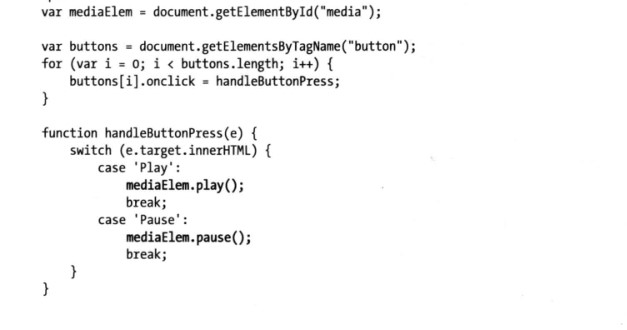 var mediaElem = document.getElementById("media");
var buttons = document.getElementsByTagName("button");
for (var i = 0; i < buttons.length; i++) {
buttons[i].onclick = handleButtonPress;
}
function handleButtonPress(e) {
switch (e.target.innerHTML) {
case 'Play':
mediaElem.play();
break;
case 'Pause':
mediaElem.pause();
break;
}
}